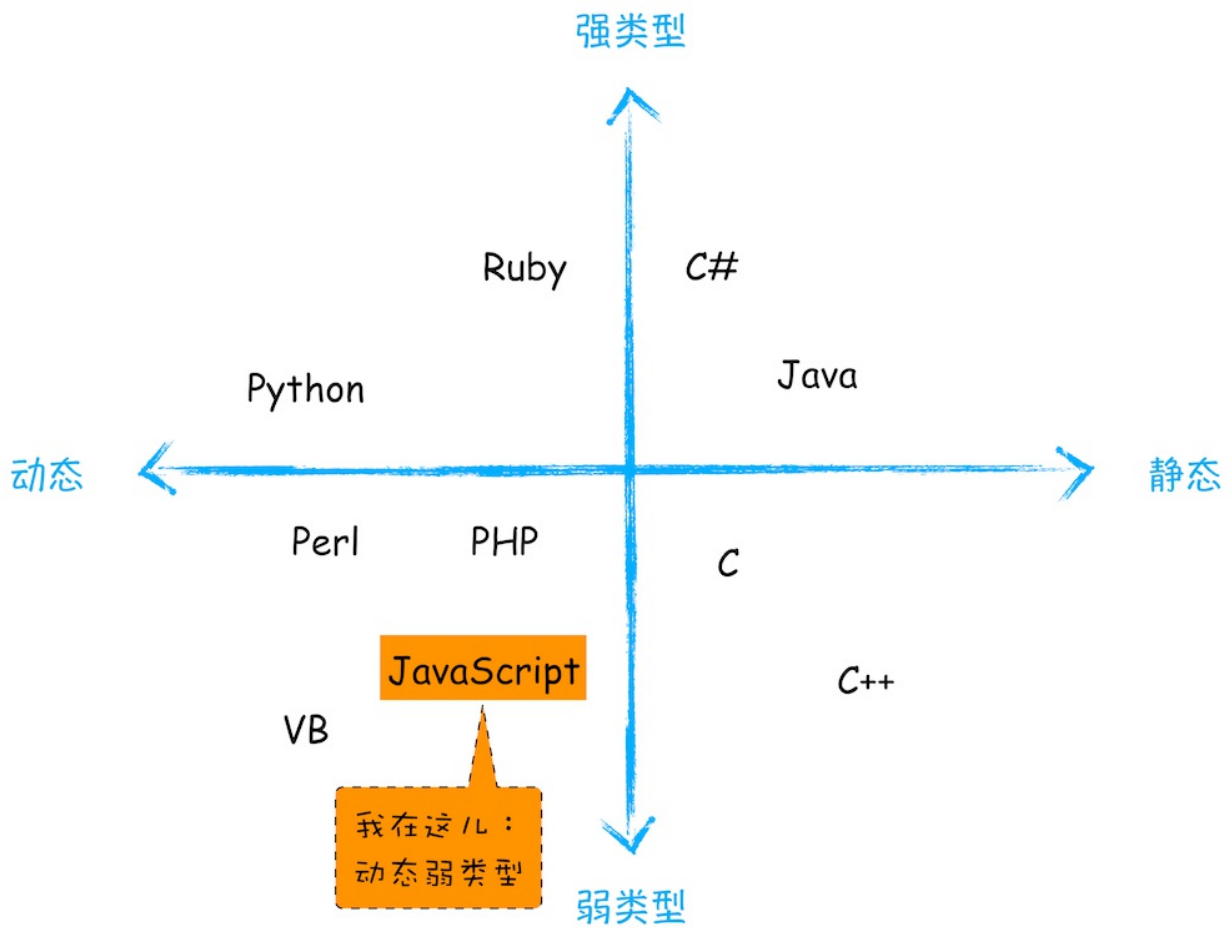 强类型
Ruby
C#
Python
Java
动态
静态
Perl
PHP
C
JavaScript
C++
VB
我在这儿：
动态弱类型
弱类型